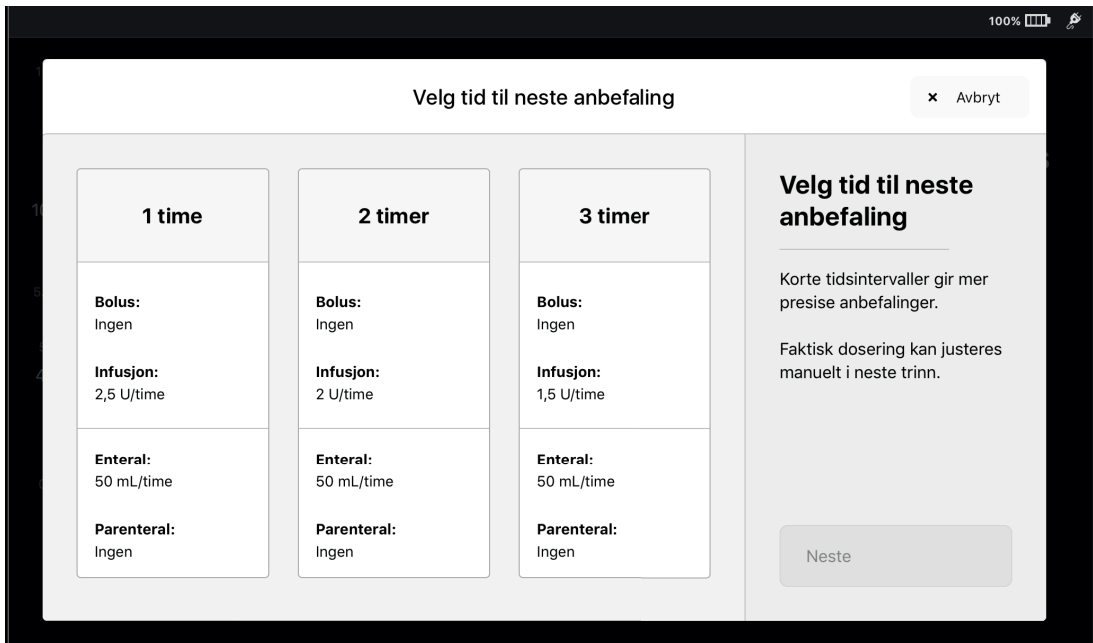 100%
Velg tid til neste anbefaling
× Avbryt
1 time
Bolus:
Ingen
Infusjon:
2,5 U/time
Enteral:
50 mL/time
Parenteral:
Ingen
2 timer
Bolus:
Ingen
Infusjon:
2 U/time
Enteral:
50 mL/time
Parenteral:
Ingen
3 timer
Bolus:
Ingen
Infusjon:
1,5 U/time
Enteral:
50 mL/time
Parenteral:
Ingen
Velg tid til neste
anbefaling
Korte tidsintervaller gir mer
presise anbefalinger.
Faktisk dosering kan justeres
manuelt i neste trinn.
Neste